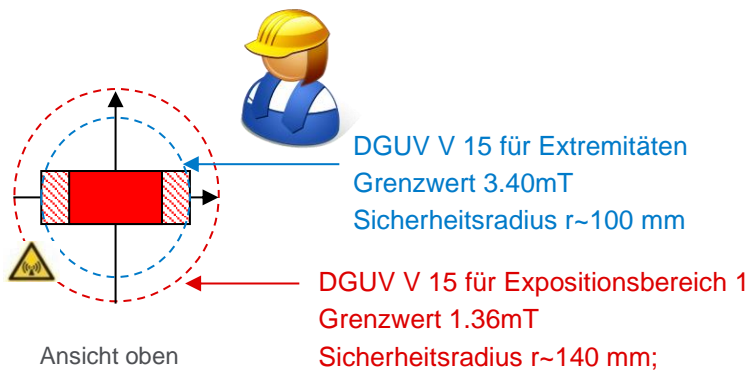 DGUV V 15 für Extremitäten
Grenzwert 3.40mT
Sicherheitsradius r~100 mm
DGUV V 15 für Expositionsbereich 1
Grenzwert 1.36mT
Sicherheitsradius r~140 mm;
Ansicht oben